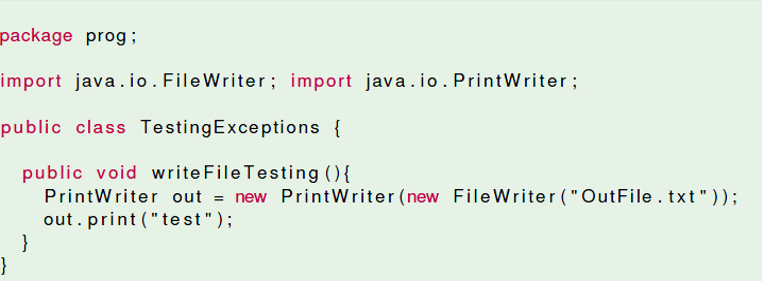 package prog;
import java.io.FileWriter; import java.io.PrintWriter;
public class TestingExceptions {
public void writeFileTesting(){
PrintWriter out = new PrintWriter(new FileWriter("OutFile.txt"));
out.print("test");
}
}